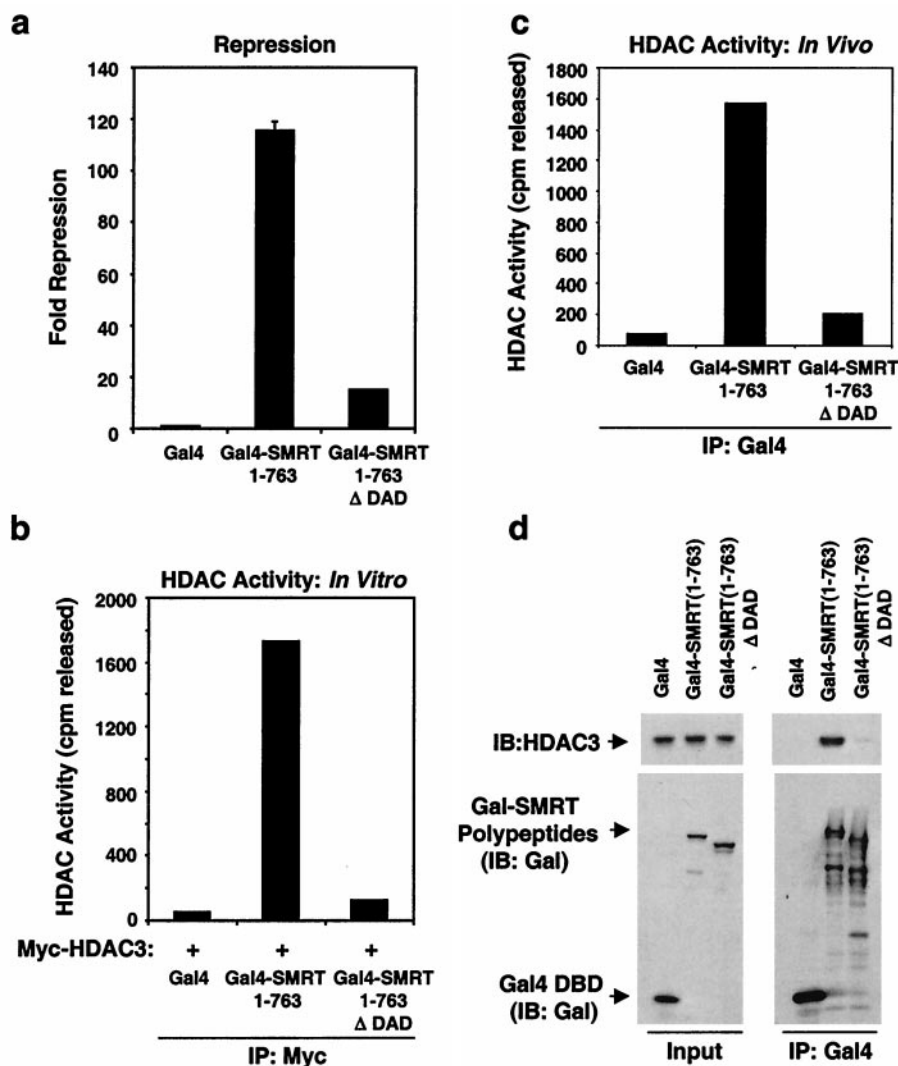 a
Repression
Fold Repression
140
120
100
80
60
40
20
0
Gal4
Gal4-SMRT
1-763
Gal4-SMRT
1-763
Δ DAD
b
HDAC Activity: In Vitro
HDAC Activity (cpm released)
2000
1600
1200
800
400
0
Myc-HDAC3:
+ + +
Gal4
Gal4-SMRT
1-763
Gal4-SMRT
1-763
Δ DAD
IP: Myc
c
HDAC Activity: In Vivo
HDAC Activity (cpm released)
1800
1600
1400
1200
1000
800
600
400
200
0
Gal4
Gal4-SMRT
1-763
Gal4-SMRT
1-763
Δ DAD
IP: Gal4
d
Gal4
Gal4-SMRT(1-763)
Gal4-SMRT(1-763)
Δ DAD
Gal4
Gal4-SMRT(1-763)
Gal4-SMRT(1-763)
Δ DAD
IB:HDAC3
Gal-SMRT
Polypeptides
(IB: Gal)
Gal4 DBD
(IB: Gal)
Input
IP: Gal4